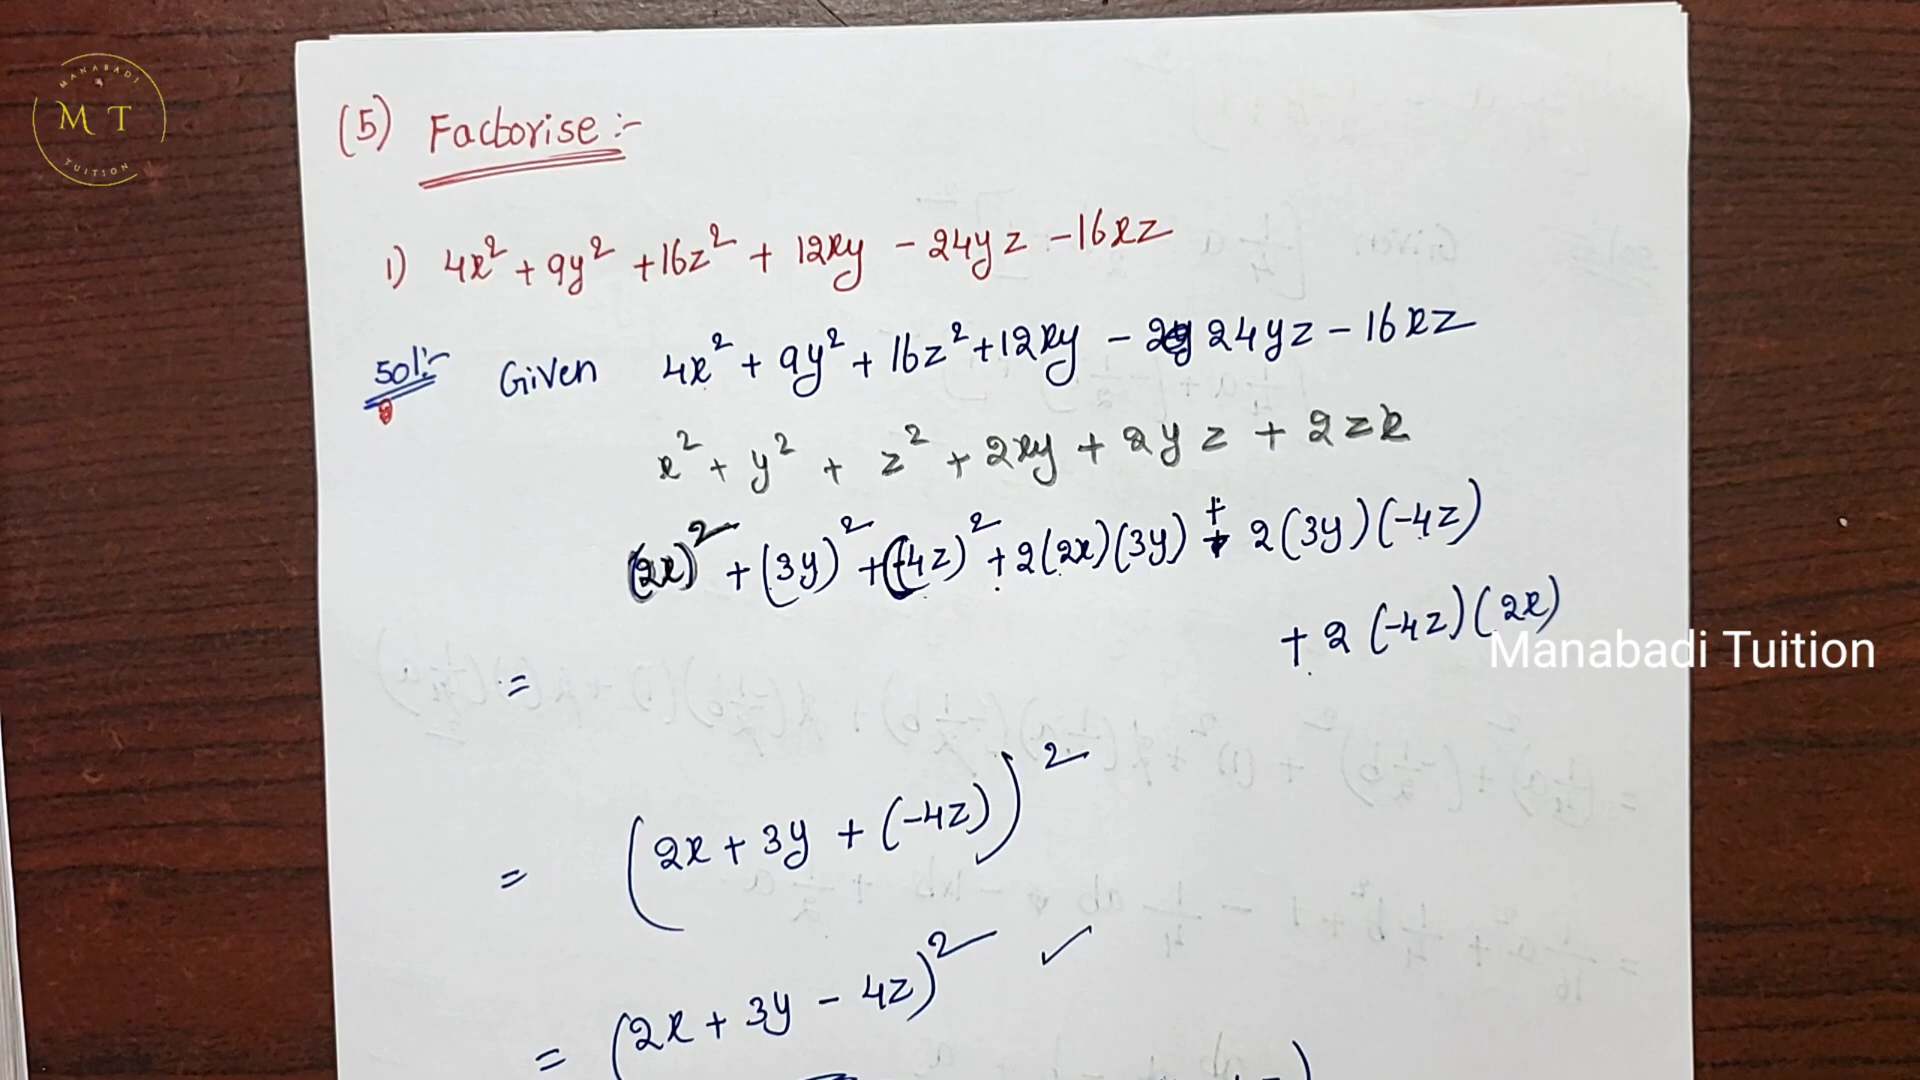 MANABADI
M T
TUITION
(5) Factorise :-
1) 4x² + 9y² + 16z² + 12xy - 24yz - 16xz
Sol:- Given 4x² + 9y² + 16z² + 12xy - 24yz - 16xz
x² + y² + z² + 2xy + 2yz + 2zx
(2x)² + (3y)² + (-4z)² + 2(2x)(3y) + 2(3y)(-4z)
+ 2(-4z)(2x)
Manabadi Tuition
=
= (2x + 3y + (-4z))²
= (2x + 3y - 4z)² ✓